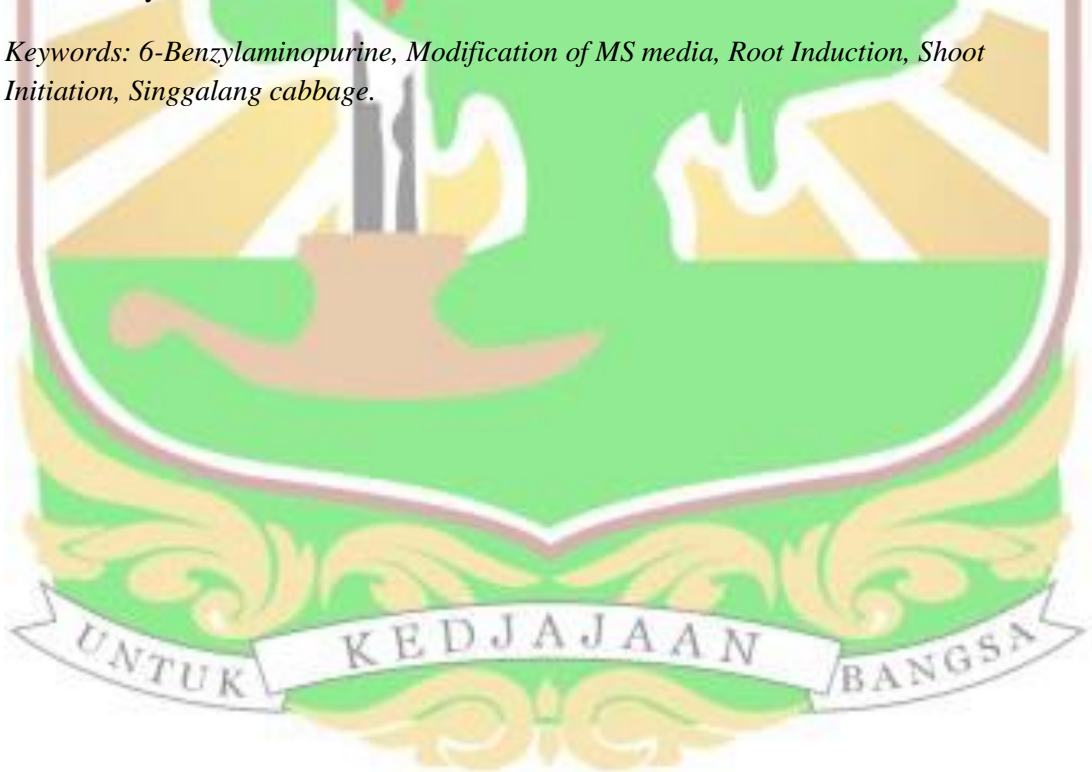 Keywords: 6-Benzylaminopurine, Modification of MS media, Root Induction, Shoot
Initiation, Singgalang cabbage.
UNTUK KEDJAJAAN BANGSA